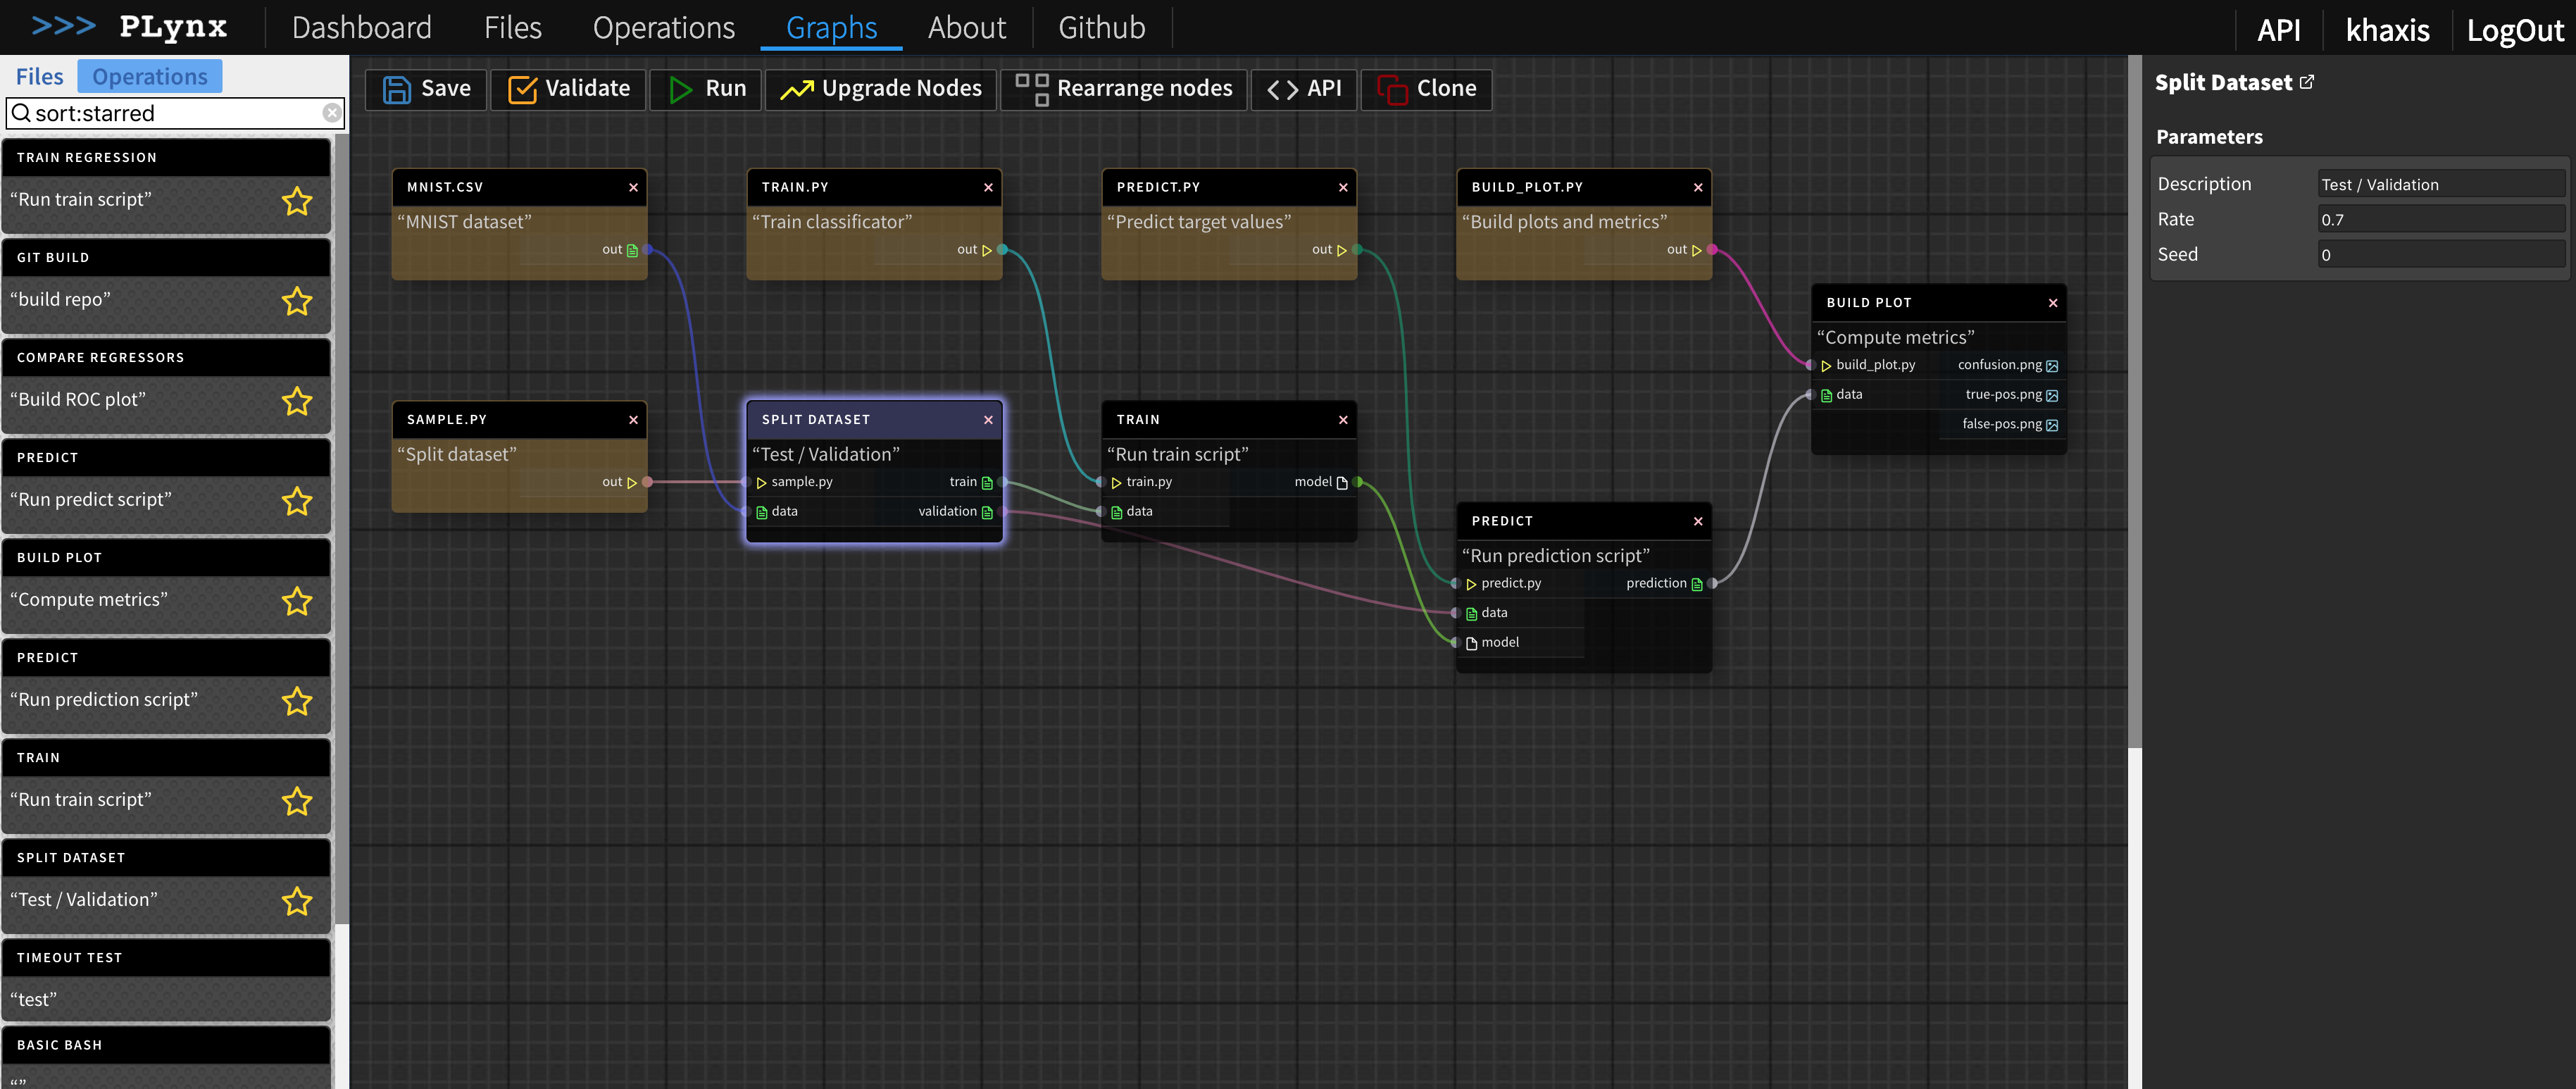 >>> PLynx Dashboard Files Operations Graphs About Github API khaxis LogOut
Files Operations
sort:starred
TRAIN REGRESSION
“Run train script”
GIT BUILD
“build repo”
COMPARE REGRESSORS
“Build ROC plot”
PREDICT
“Run predict script”
BUILD PLOT
“Compute metrics”
PREDICT
“Run prediction script”
TRAIN
“Run train script”
SPLIT DATASET
“Test / Validation”
TIMEOUT TEST
“test”
BASIC BASH
“”
Save Validate Run Upgrade Nodes Rearrange nodes <> API Clone
MNIST.CSV
“MNIST dataset”
out
TRAIN.PY
“Train classificator”
out
PREDICT.PY
“Predict target values”
out
BUILD_PLOT.PY
“Build plots and metrics”
out
BUILD PLOT
“Compute metrics”
build_plot.py confusion.png
data true-pos.png
false-pos.png
SAMPLE.PY
“Split dataset”
out
SPLIT DATASET
“Test / Validation”
sample.py train
data validation
TRAIN
“Run train script”
train.py model
data
PREDICT
“Run prediction script”
predict.py prediction
data
model
Split Dataset
Parameters
Description Test / Validation
Rate 0.7
Seed 0